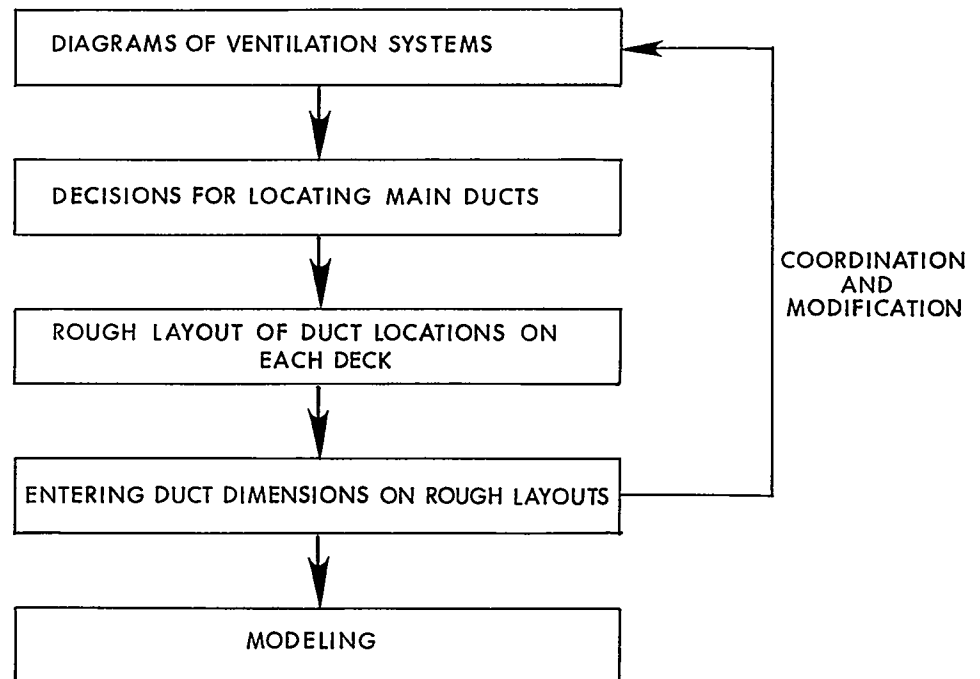 DIAGRAMS OF VENTILATION SYSTEMS
DECISIONS FOR LOCATING MAIN DUCTS
ROUGH LAYOUT OF DUCT LOCATIONS ON
EACH DECK
ENTERING DUCT DIMENSIONS ON ROUGH LAYOUTS
MODELING
COORDINATION
AND
MODIFICATION